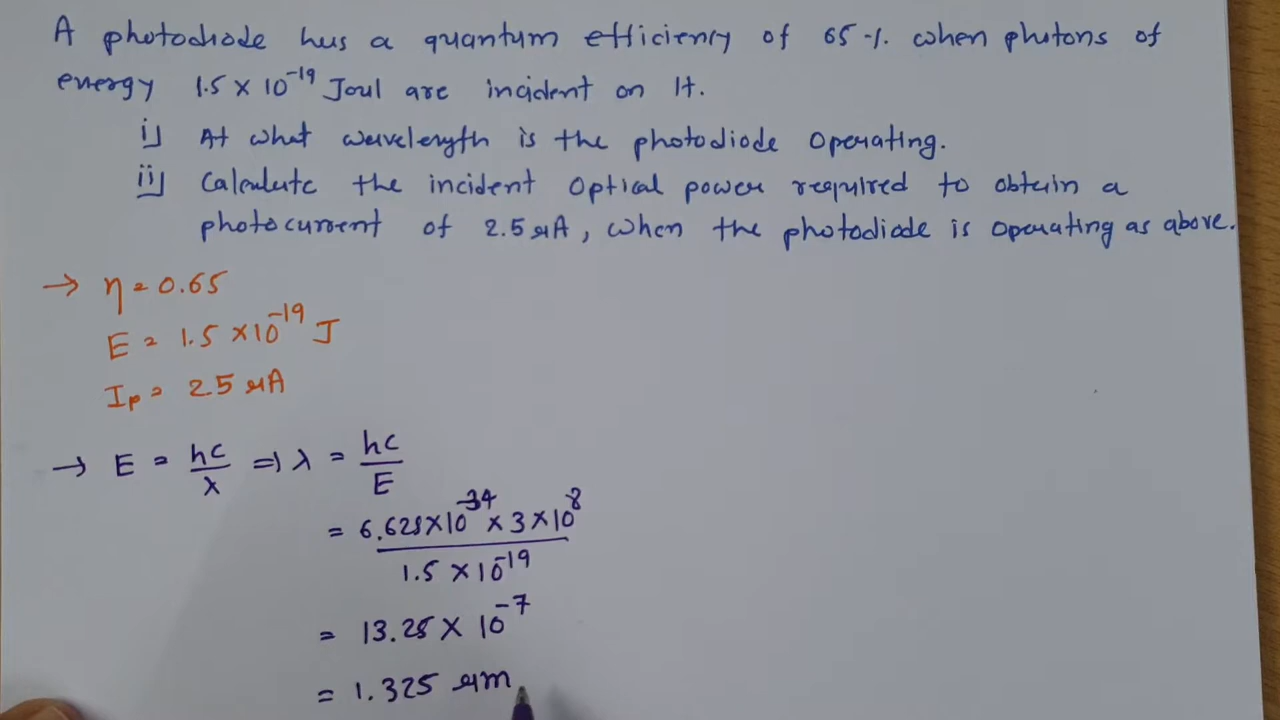 A photodiode has a quantum efficiency of 65 %. when photons of
energy 1.5 × 10⁻¹⁹ Joul are incident on It.
i] At what wavelength is the photodiode Operating.
ii] Calculate the incident Optical power required to obtain a
photocurrent of 2.5 μA, when the photodiode is operating as above.
→ η = 0.65
E = 1.5 × 10⁻¹⁹ J
Ip = 2.5 μA
→ E = hc/λ ⇒ λ = hc/E
= 6.625 × 10⁻³⁴ × 3 × 10⁸
1.5 × 10⁻¹⁹
= 13.25 × 10⁻⁷
= 1.325 μm